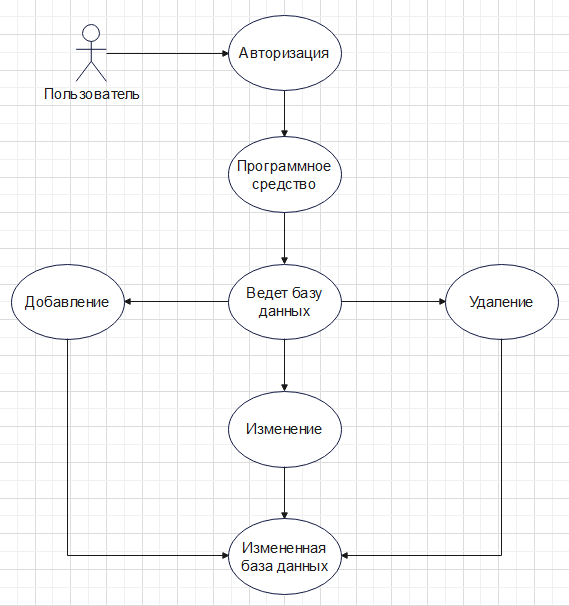 Авторизация
Пользователь
Программное
средство
Добавление
Ведет базу
данных
Удаление
Изменение
Измененная
база данных